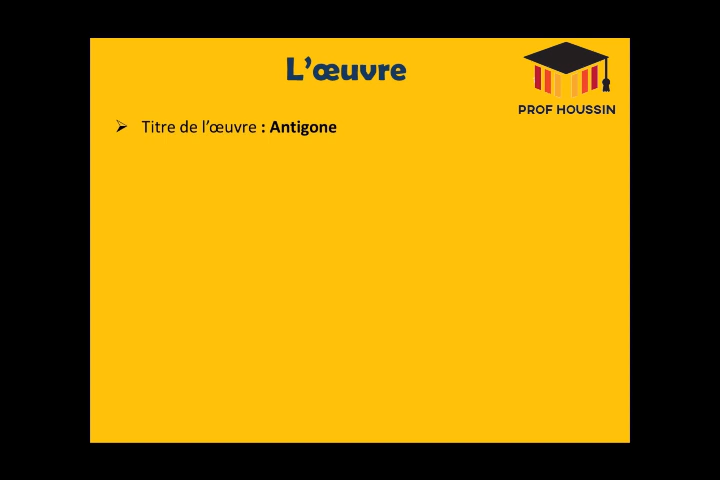 L’œuvre
PROF HOUSSIN
➢ Titre de l’œuvre : Antigone